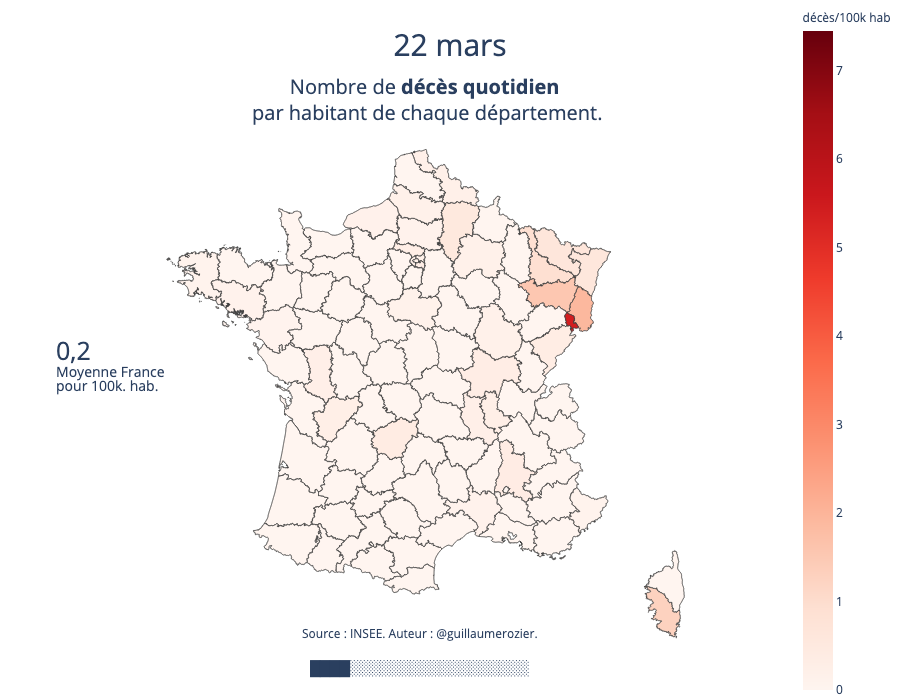 décès/100k hab
22 mars
Nombre de décès quotidien
par habitant de chaque département.
7
6
5
4
3
2
1
0
0,2
Moyenne France
pour 100k. hab.
Source : INSEE. Auteur : @guillaumerozier.